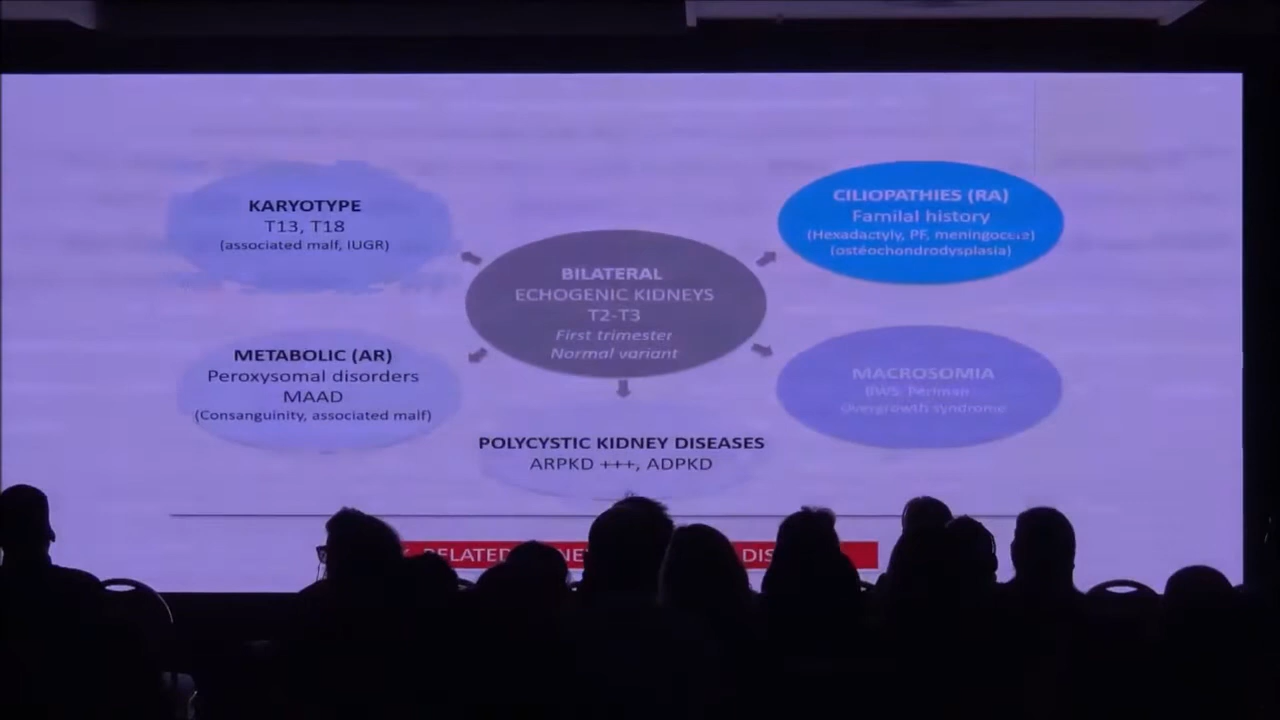 KARYOTYPE
T13, T18
(associated malf, IUGR)
CILIOPATHIES (RA)
Familal history
(Hexadactyly, PF, meningocele)
(ostéochondrodysplasia)
BILATERAL
ECHOGENIC KIDNEYS
T2-T3
First trimester
Normal variant
METABOLIC (AR)
Peroxysomal disorders
MAAD
(Consanguinity, associated malf)
MACROSOMIA
BWS, Perlman
Overgrowth syndrome
POLYCYSTIC KIDNEY DISEASES
ARPKD +++, ADPKD
RELATED